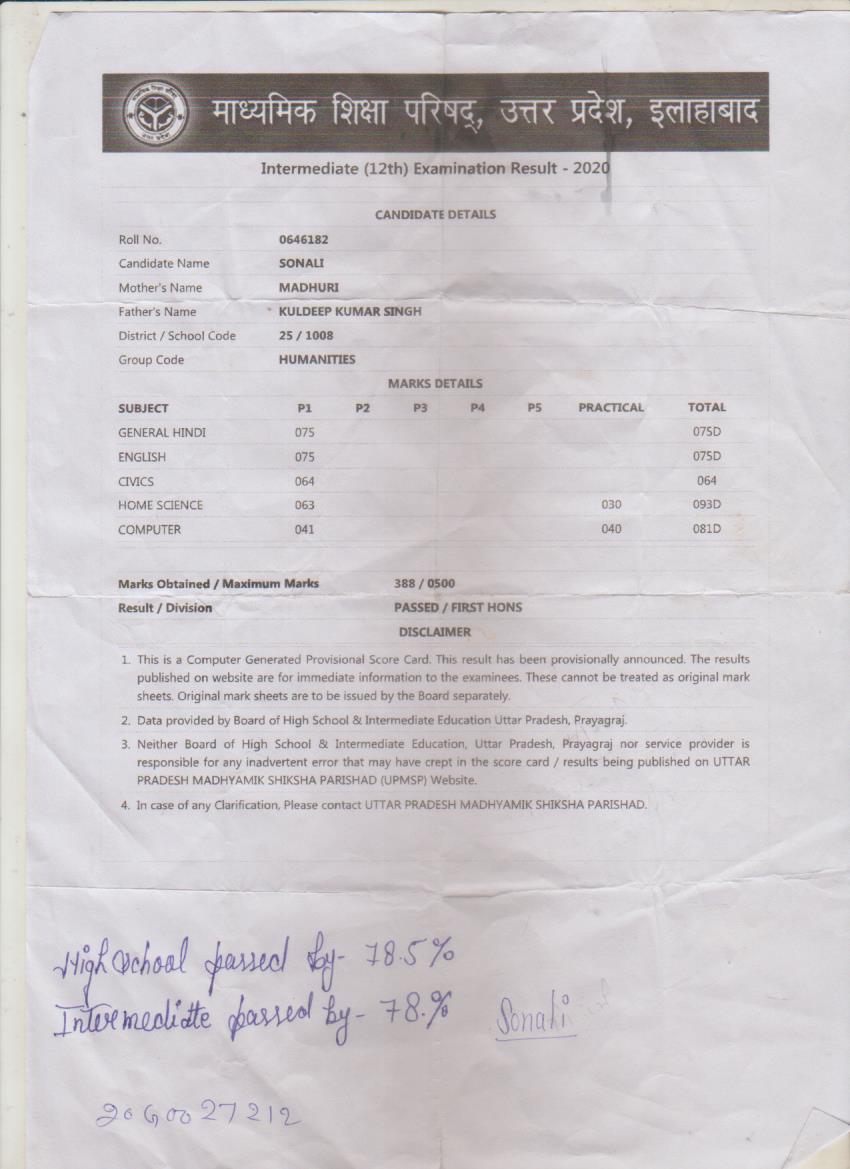 माध्यमिक शिक्षा परिषद्, उत्तर प्रदेश, इलाहाबाद
Intermediate (12th) Examination Result - 2020
CANDIDATE DETAILS
Roll No. 0646182
Candidate Name SONALI
Mother's Name MADHURI
Father's Name KULDEEP KUMAR SINGH
District / School Code 25 / 1008
Group Code HUMANITIES
MARKS DETAILS
SUBJECT P1 P2 P3 P4 P5 PRACTICAL TOTAL
GENERAL HINDI 075 075D
ENGLISH 075 075D
CIVICS 064 064
HOME SCIENCE 063 030 093D
COMPUTER 041 040 081D
Marks Obtained / Maximum Marks 388 / 0500
Result / Division PASSED / FIRST HONS
DISCLAIMER
1. This is a Computer Generated Provisional Score Card. This result has been provisionally announced. The results
published on website are for immediate information to the examinees. These cannot be treated as original mark
sheets. Original mark sheets are to be issued by the Board separately.
2. Data provided by Board of High School & Intermediate Education Uttar Pradesh, Prayagraj.
3. Neither Board of High School & Intermediate Education, Uttar Pradesh, Prayagraj nor service provider is
responsible for any inadvertent error that may have crept in the score card / results being published on UTTAR
PRADESH MADHYAMIK SHIKSHA PARISHAD (UPMSP) Website.
4. In case of any Clarification, Please contact UTTAR PRADESH MADHYAMIK SHIKSHA PARISHAD.
High School passed by- 78.5%
Intermediate passed by- 78.% Sonali
2060027212